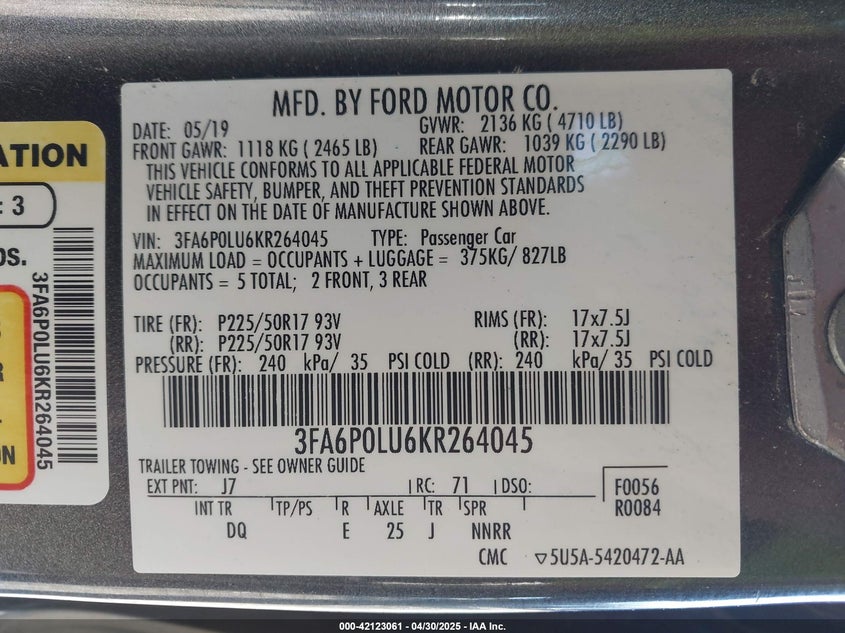 ATION
: 3
DS.
3FA6P0LU6KR264045
R
ON
MFD. BY FORD MOTOR CO.
DATE: 05/19 GVWR: 2136 KG ( 4710 LB)
FRONT GAWR: 1118 KG ( 2465 LB) REAR GAWR: 1039 KG ( 2290 LB)
THIS VEHICLE CONFORMS TO ALL APPLICABLE FEDERAL MOTOR
VEHICLE SAFETY, BUMPER, AND THEFT PREVENTION STANDARDS
IN EFFECT ON THE DATE OF MANUFACTURE SHOWN ABOVE.
VIN: 3FA6P0LU6KR264045 TYPE: Passenger Car
MAXIMUM LOAD = OCCUPANTS + LUGGAGE = 375KG/ 827LB
OCCUPANTS = 5 TOTAL; 2 FRONT, 3 REAR
TIRE (FR): P225/50R17 93V RIMS (FR): 17x7.5J
(RR): P225/50R17 93V (RR): 17x7.5J
PRESSURE (FR): 240 kPa/ 35 PSI COLD (RR): 240 kPa/ 35 PSI COLD
3FA6P0LU6KR264045
TRAILER TOWING - SEE OWNER GUIDE
EXT PNT: J7 RC: 71 DSO: F0056
INT TR TP/PS R AXLE TR SPR R0084
DQ E 25 J NNRR
CMC ▽5U5A-5420472-AA
000-42123061 - 04/30/2025 - IAA Inc.